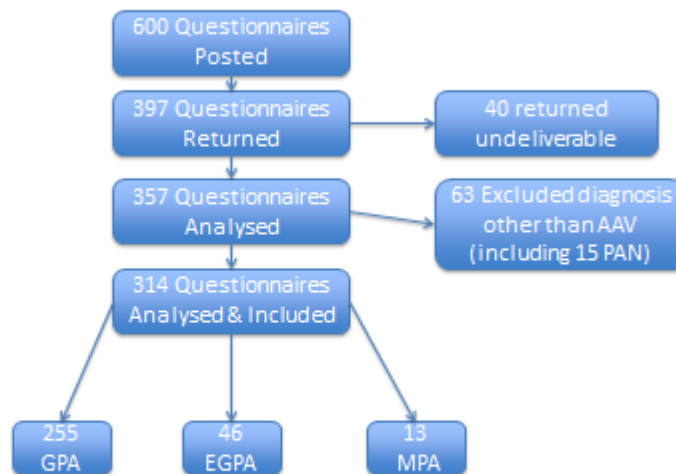 600 Questionnaires
Posted
397 Questionnaires
Returned
40 returned
undeliverable
357 Questionnaires
Analysed
63 Excluded diagnosis
other than AAV
(including 15 PAN)
314 Questionnaires
Analysed & Included
255
GPA
46
EGPA
13
MPA